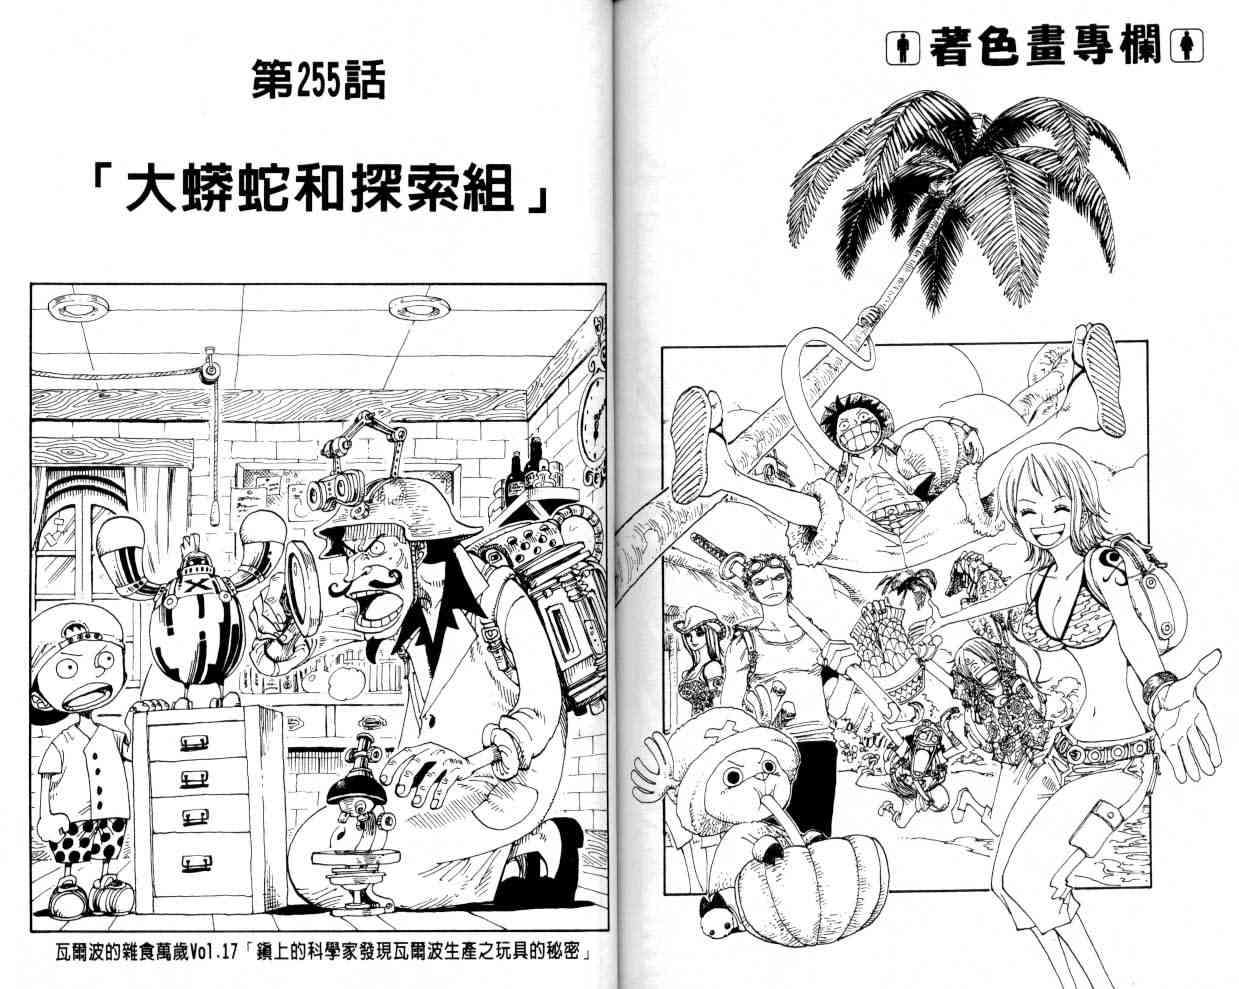 著色畫專欄
第255話
「大蟒蛇和探索組」
瓦爾波的雜食萬歲Vol.17「鎮上的科學家發現瓦爾波生產之玩具的秘密」